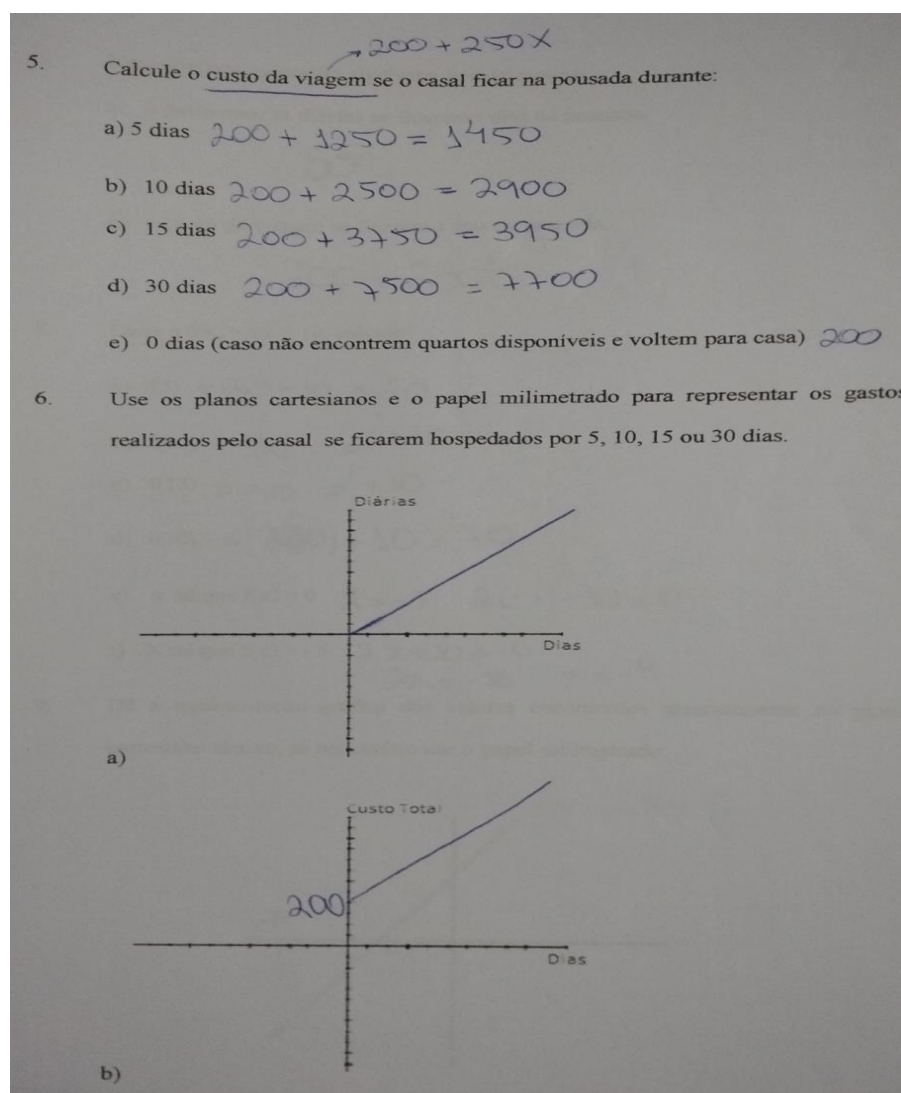 → 200 + 250X
5. Calcule o custo da viagem se o casal ficar na pousada durante:
a) 5 dias 200 + 1250 = 1450
b) 10 dias 200 + 2500 = 2900
c) 15 dias 200 + 3750 = 3950
d) 30 dias 200 + 7500 = 7700
e) 0 dias (caso não encontrem quartos disponíveis e voltem para casa) 200
6. Use os planos cartesianos e o papel milimetrado para representar os gastos
realizados pelo casal se ficarem hospedados por 5, 10, 15 ou 30 dias.
Diárias
Dias
a)
Custo Total
200
Dias
b)